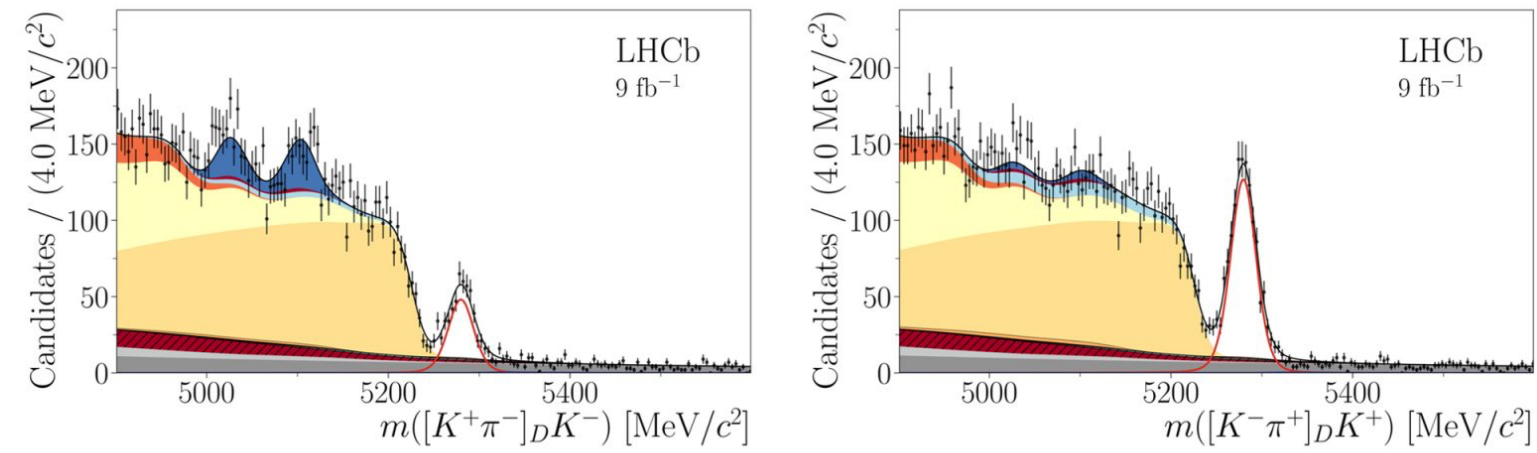 Candidates / (4.0 MeV/c²)
200
150
100
50
0
LHCb
9 fb⁻¹
5000 5200 5400
m([K⁺π⁻]_D K⁻) [MeV/c²]
Candidates / (4.0 MeV/c²)
200
150
100
50
0
LHCb
9 fb⁻¹
5000 5200 5400
m([K⁻π⁺]_D K⁺) [MeV/c²]